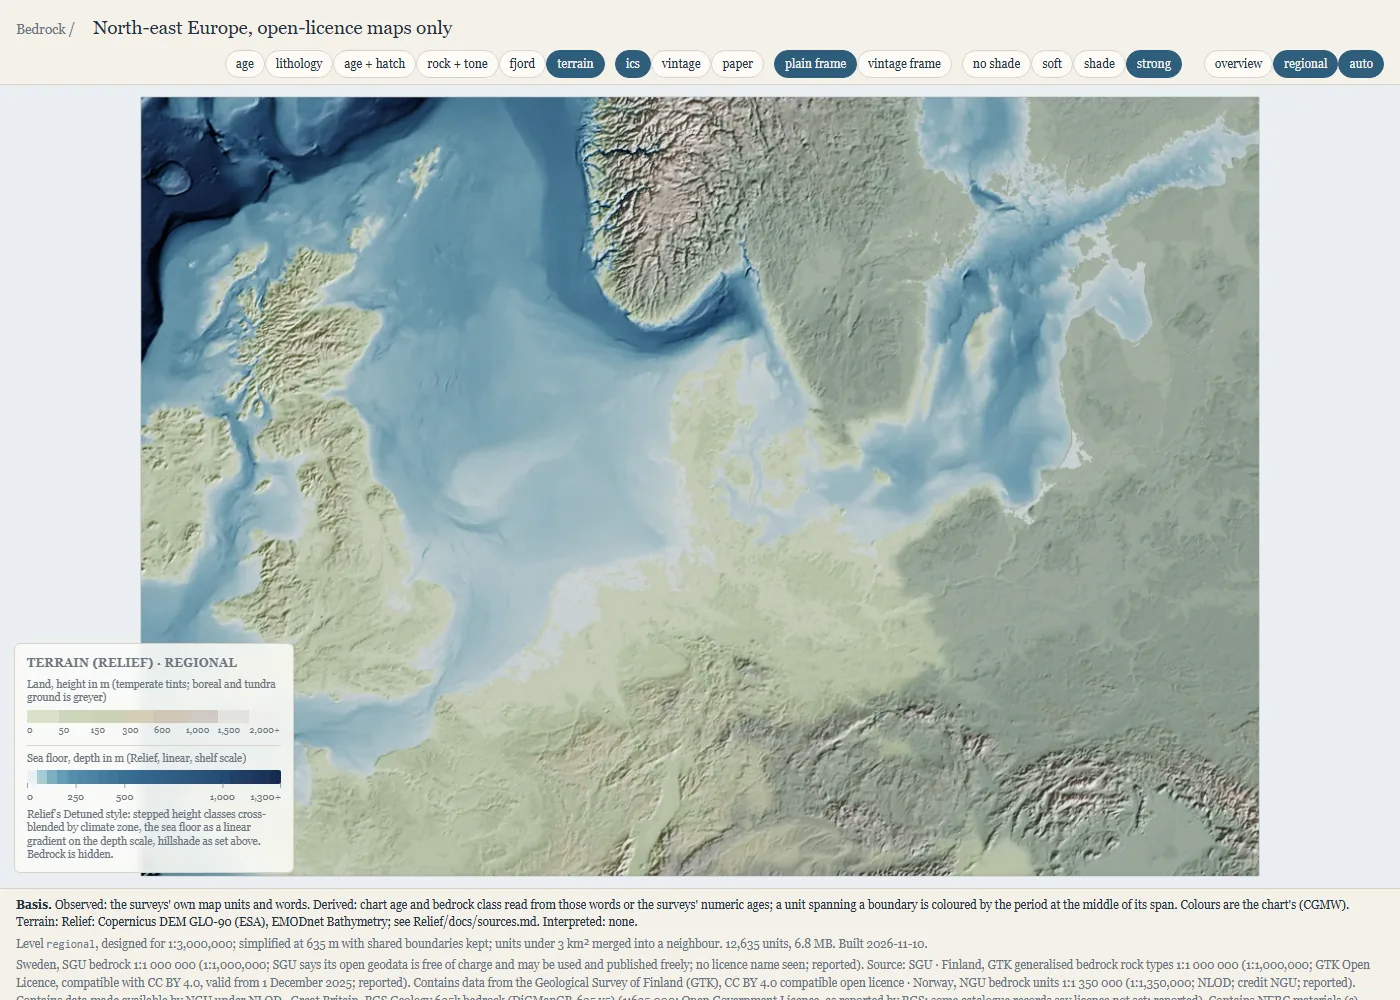 Bedrock / North-east Europe, open-licence maps only
age lithology age + hatch rock + tone fjord terrain ics vintage paper plain frame vintage frame no shade soft shade strong overview regional auto
TERRAIN (RELIEF) · REGIONAL
Land, height in m (temperate tints; boreal and tundra
ground is greyer)
0 50 150 300 600 1,000 1,500 2,000+
Sea floor, depth in m (Relief, linear, shelf scale)
0 250 500 1,000 1,300+
Relief's Detuned style: stepped height classes cross-
blended by climate zone, the sea floor as a linear
gradient on the depth scale, hillshade as set above.
Bedrock is hidden.
Basis. Observed: the surveys' own map units and words. Derived: chart age and bedrock class read from those words or the surveys' numeric ages; a unit spanning a boundary is coloured by the period at the middle of its span. Colours are the chart's (CGMW).
Terrain: Relief: Copernicus DEM GLO-90 (ESA), EMODnet Bathymetry; see Relief/docs/sources.md. Interpreted: none.
Level regional, designed for 1:3,000,000; simplified at 635 m with shared boundaries kept; units under 3 km² merged into a neighbour. 12,635 units, 6.8 MB. Built 2026-11-10.
Sweden, SGU bedrock 1:1 000 000 (1:1,000,000; SGU says its open geodata is free of charge and may be used and published freely; no licence name seen; reported). Source: SGU · Finland, GTK generalised bedrock rock types 1:1 000 000 (1:1,000,000; GTK Open
Licence, compatible with CC BY 4.0, valid from 1 December 2025; reported). Contains data from the Geological Survey of Finland (GTK), CC BY 4.0 compatible open licence · Norway, NGU bedrock units 1:1 350 000 (1:1,350,000; NLOD; credit NGU; reported).